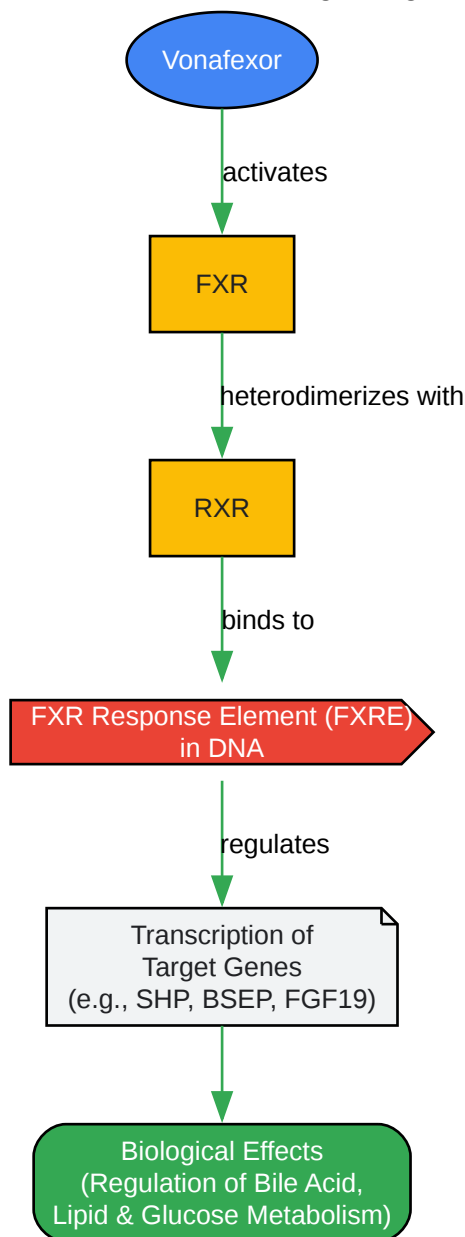 Vonafexor
activates
FXR
heterodimerizes with
RXR
binds to
FXR Response Element (FXRE)
in DNA
regulates
Transcription of
Target Genes
(e.g., SHP, BSEP, FGF19)
Biological Effects
(Regulation of Bile Acid,
Lipid & Glucose Metabolism)